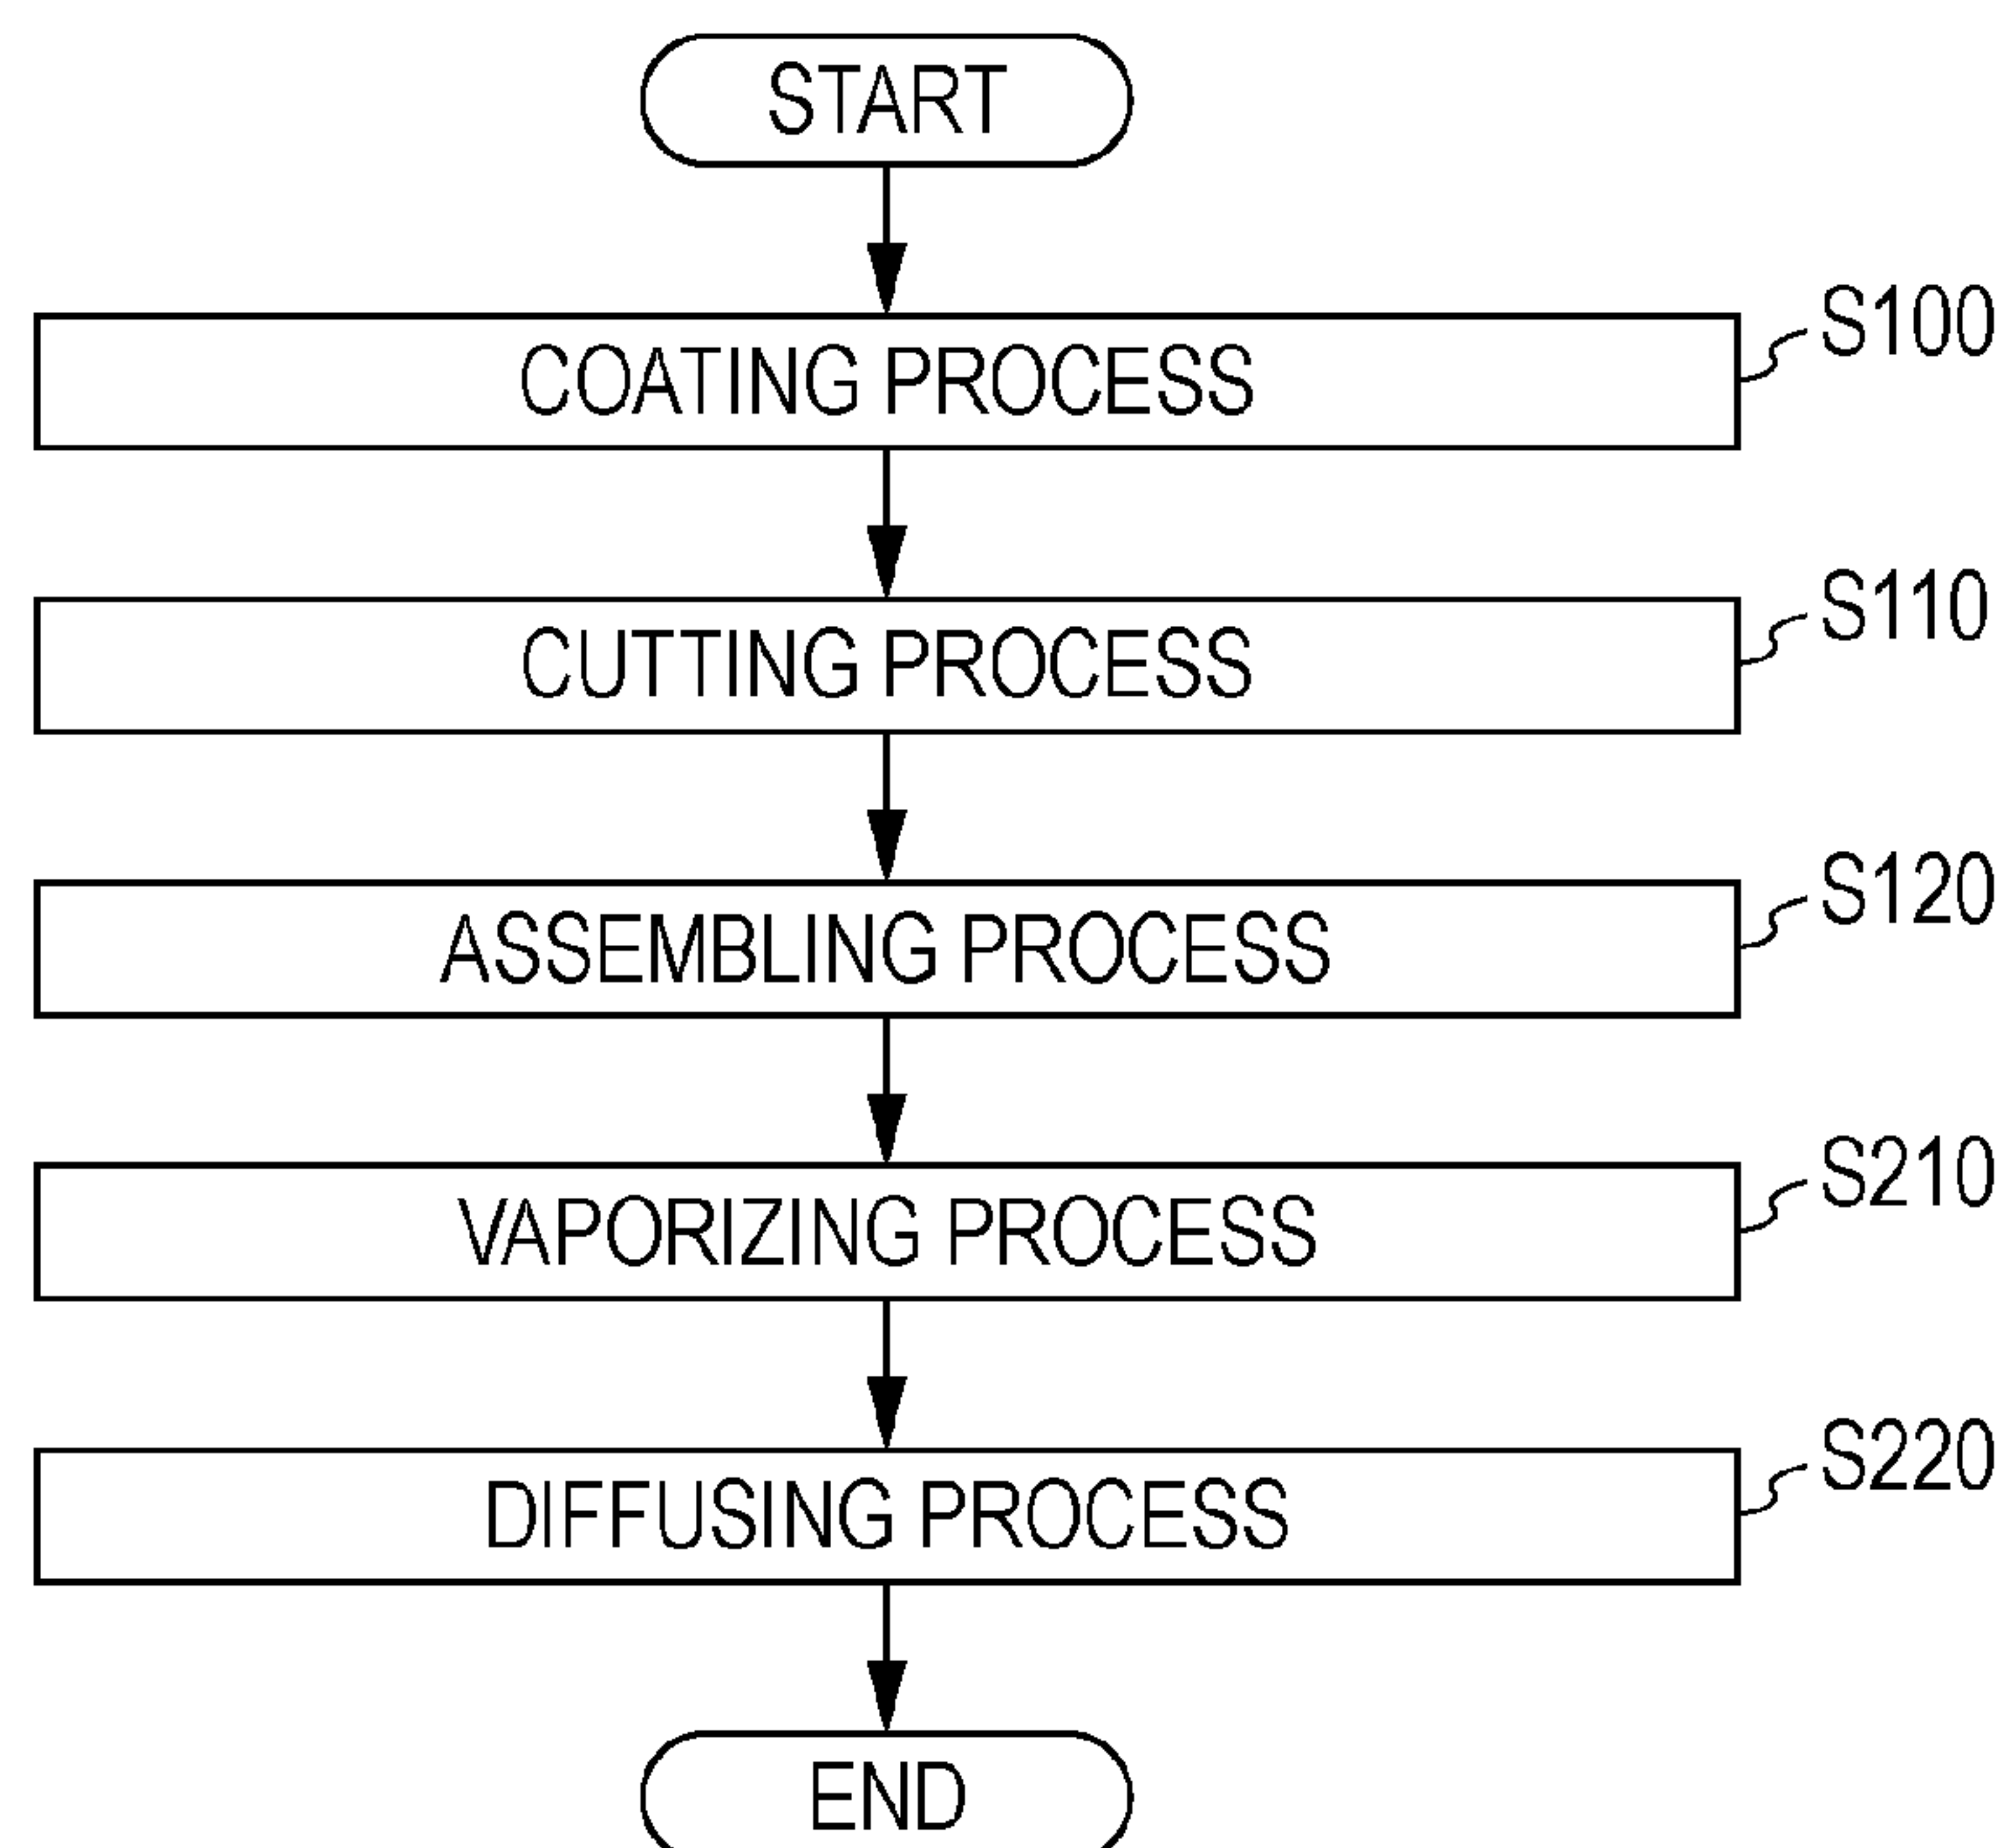 START
COATING PROCESS
S100
CUTTING PROCESS
S110
ASSEMBLING PROCESS
S120
VAPORIZING PROCESS
S210
DIFFUSING PROCESS
S220
END